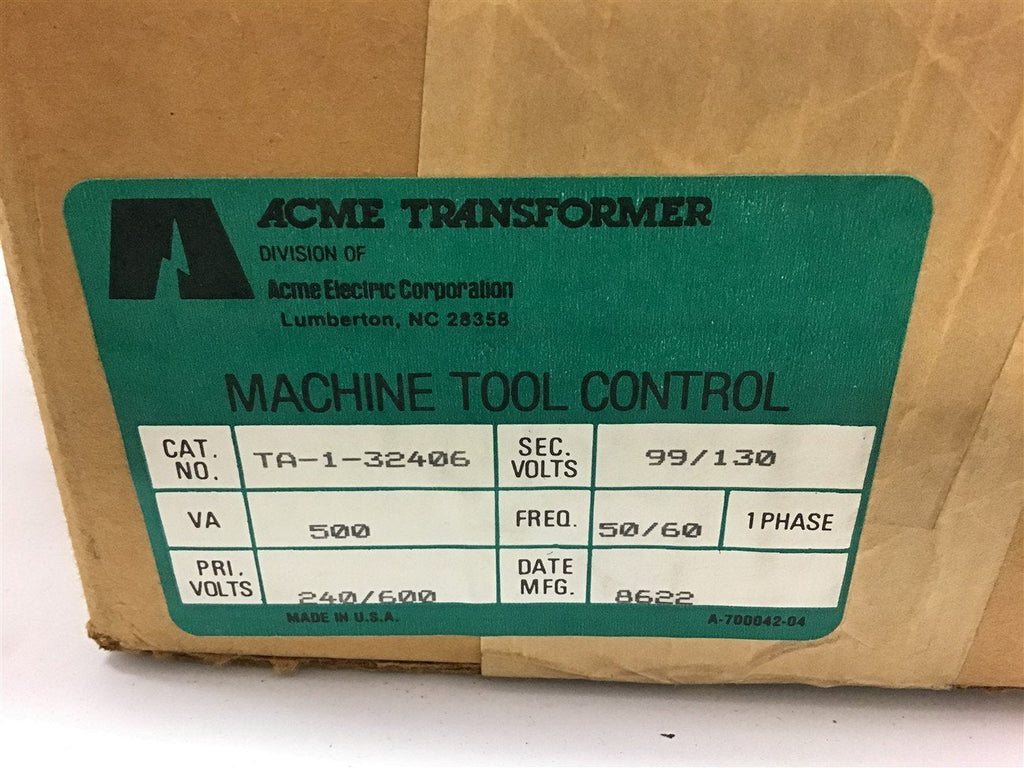 ACME TRANSFORMER
DIVISION OF
Acme Electric Corporation
Lumberton, NC 28358
MACHINE TOOL CONTROL
CAT. NO. TA-1-32406 SEC. VOLTS 99/130
VA 500 FREQ. 50/60 1 PHASE
PRI. VOLTS 240/600 DATE MFG. 8622
MADE IN U.S.A. A-700042-04